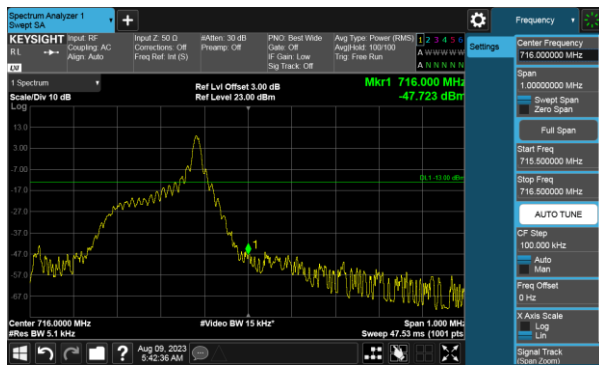 Spectrum Analyzer 1
Swept SA
Frequency
KEYSIGHT
Input: RF
Coupling: AC
Align: Auto
Input Z: 50 Ω
Corrections: Off
Freq Ref: Int (S)
#Atten: 30 dB
Preamp: Off
PNO: Best Wide
Gate: Off
IF Gain: Low
Sig Track: Off
Avg Type: Power (RMS)
Avg|Hold: 100/100
Trig: Free Run
1 2 3 4 5 6
A W W W W W
A N N N N N
R L
LXI
1 Spectrum
Scale/Div 10 dB
Log
Ref Lvl Offset 3.00 dB
Ref Level 23.00 dBm
Mkr1 716.000 MHz
-47.723 dBm
13.0
3.00
-7.00
-17.0
-27.0
-37.0
-47.0
-57.0
-67.0
DL1 -13.00 dBm
1
Center 716.0000 MHz
#Res BW 5.1 kHz
#Video BW 15 kHz*
Span 1.000 MHz
Sweep 47.53 ms (1001 pts)
?
Aug 09, 2023
5:42:36 AM
Settings
Center Frequency
716.000000 MHz
Span
1.00000000 MHz
Swept Span
Zero Span
Full Span
Start Freq
715.500000 MHz
Stop Freq
716.500000 MHz
AUTO TUNE
CF Step
100.000 kHz
Auto
Man
Freq Offset
0 Hz
X Axis Scale
Log
Lin
Signal Track
(Span Zoom)